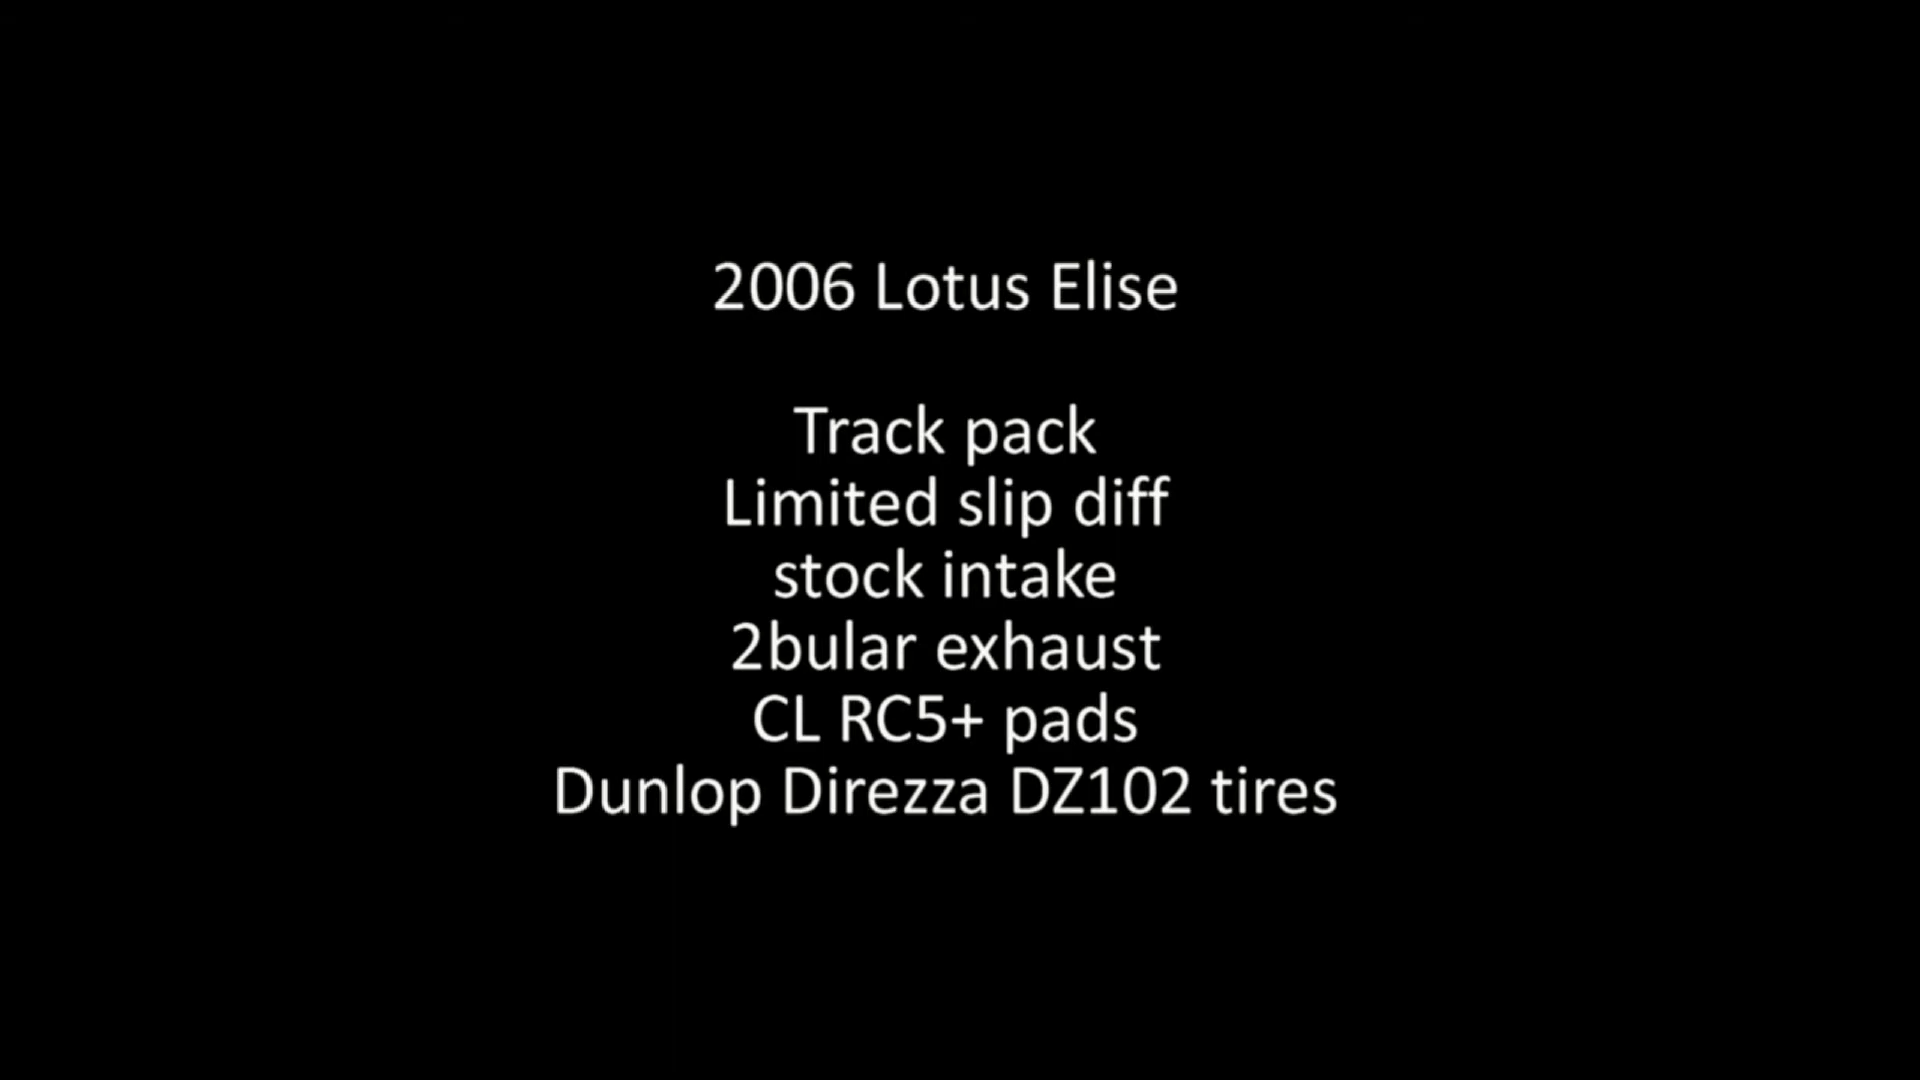 2006 Lotus Elise
Track pack
Limited slip diff
stock intake
2bular exhaust
CL RC5+ pads
Dunlop Direzza DZ102 tires